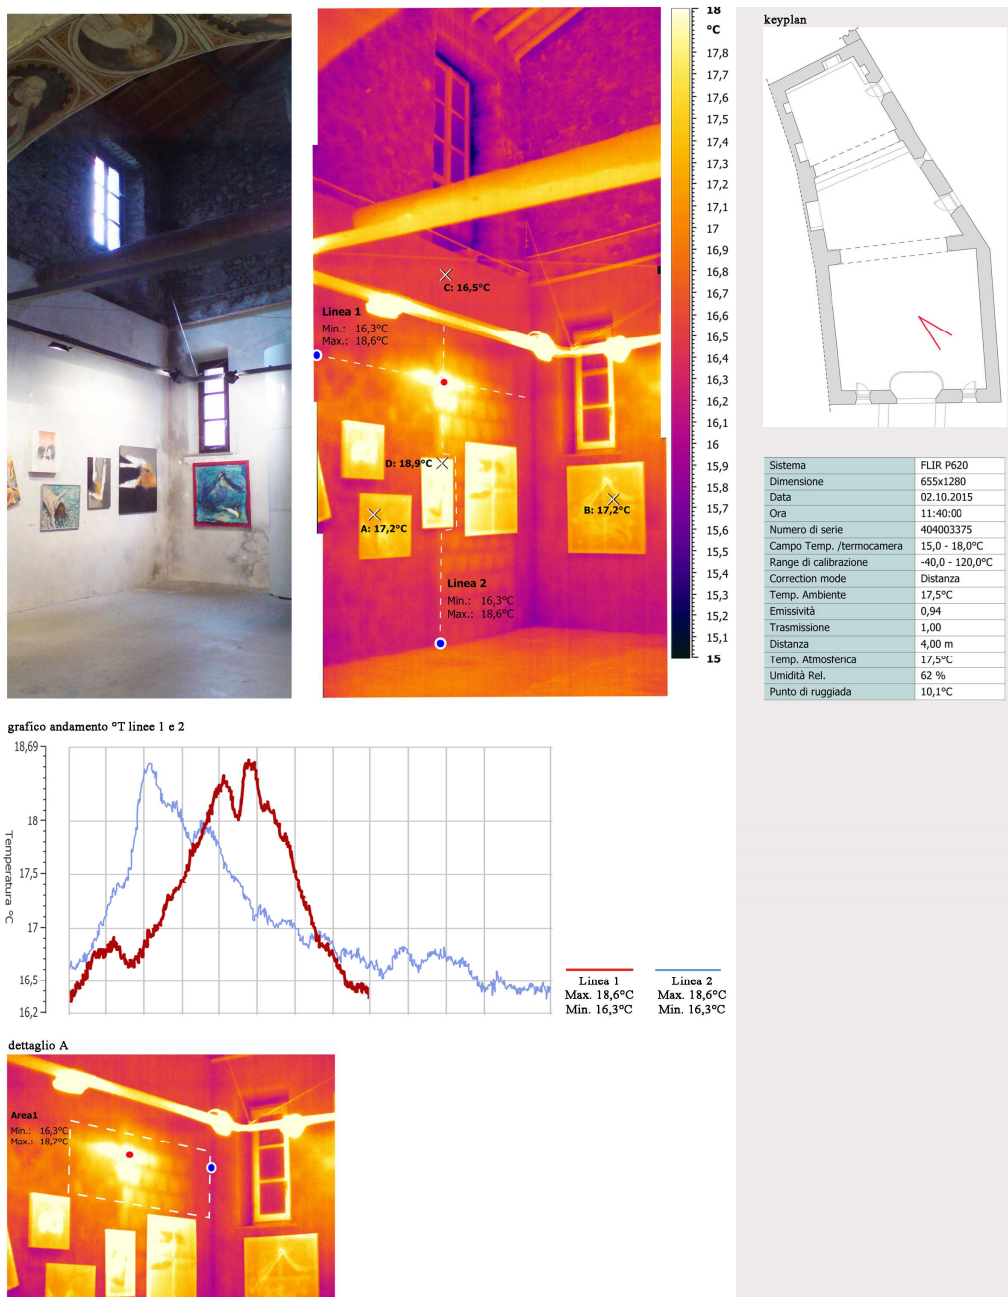 18
°C
17,8
17,7
17,6
17,5
17,4
17,3
17,2
17,1
17
16,9
16,8
16,7
16,6
16,5
16,4
16,3
16,2
16,1
16
15,9
15,8
15,7
15,6
15,5
15,4
15,3
15,2
15,1
15
C: 16,5°C
Linea 1
Min.: 16,3°C
Max.: 18,6°C
D: 18,9°C
A: 17,2°C
B: 17,2°C
Linea 2
Min.: 16,3°C
Max.: 18,6°C
keyplan
Sistema FLIR P620
Dimensione 655x1280
Data 02.10.2015
Ora 11:40:00
Numero di serie 404003375
Campo Temp. /termocamera 15,0 - 18,0°C
Range di calibrazione -40,0 - 120,0°C
Correction mode Distanza
Temp. Ambiente 17,5°C
Emissività 0,94
Trasmissione 1,00
Distanza 4,00 m
Temp. Atmosferica 17,5°C
Umidità Rel. 62 %
Punto di ruggiada 10,1°C
grafico andamento °T linee 1 e 2
18,69
18
17,5
17
16,5
16,2
Temperatura °C
Linea 1
Max. 18,6°C
Min. 16,3°C
Linea 2
Max. 18,6°C
Min. 16,3°C
dettaglio A
Area1
Min.: 16,3°C
Max.: 18,7°C